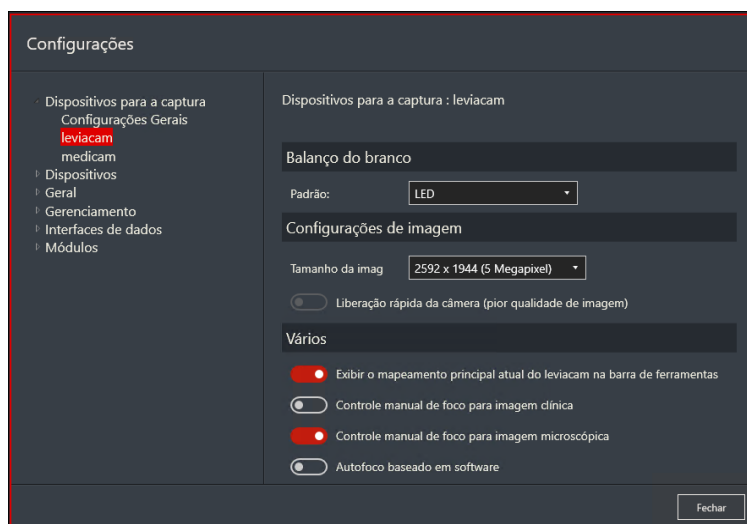 Configurações
Dispositivos para a captura
Configurações Gerais
leviacam
medicam
Dispositivos
Geral
Gerenciamento
Interfaces de dados
Módulos
Dispositivos para a captura : leviacam
Balanço do branco
Padrão: LED
Configurações de imagem
Tamanho da imag 2592 x 1944 (5 Megapixel)
Liberação rápida da câmera (pior qualidade de imagem)
Vários
Exibir o mapeamento principal atual do leviacam na barra de ferramentas
Controle manual de foco para imagem clínica
Controle manual de foco para imagem microscópica
Autofoco baseado em software
Fechar